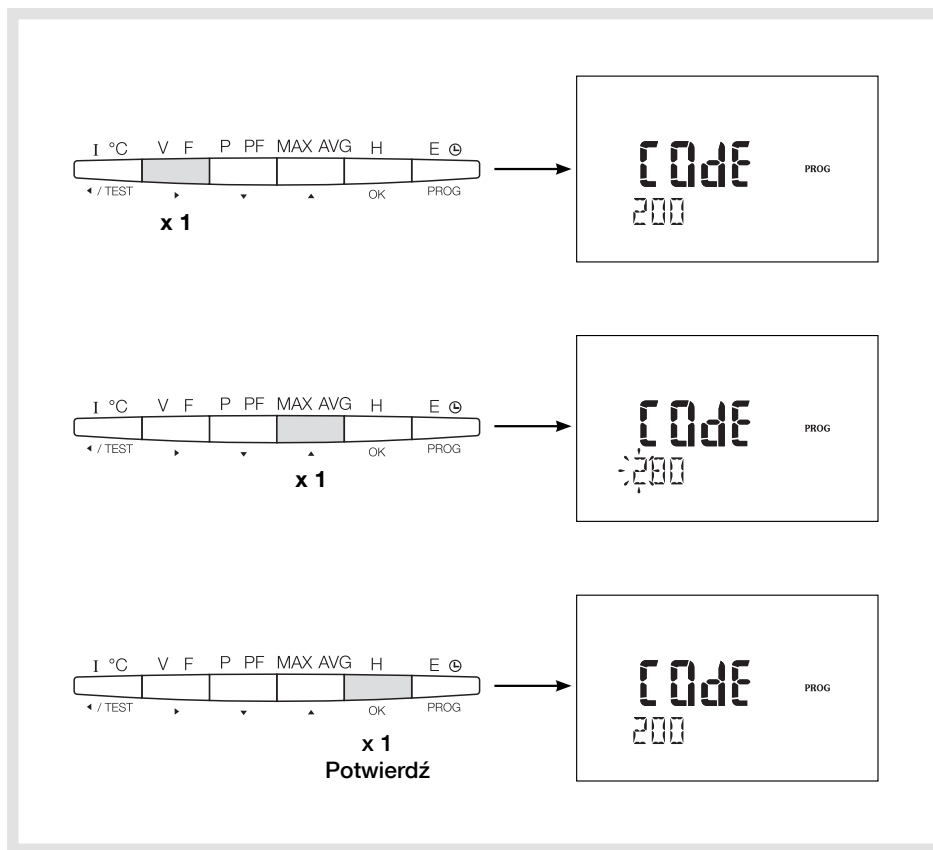 I °C V F P PF MAX AVG H E
◂ / TEST ▸ ▾ ▴ OK PROG
x 1
CODE
200
PROG
I °C V F P PF MAX AVG H E
◂ / TEST ▸ ▾ ▴ OK PROG
x 1
CODE
200
PROG
I °C V F P PF MAX AVG H E
◂ / TEST ▸ ▾ ▴ OK PROG
x 1
Potwierdź
CODE
200
PROG